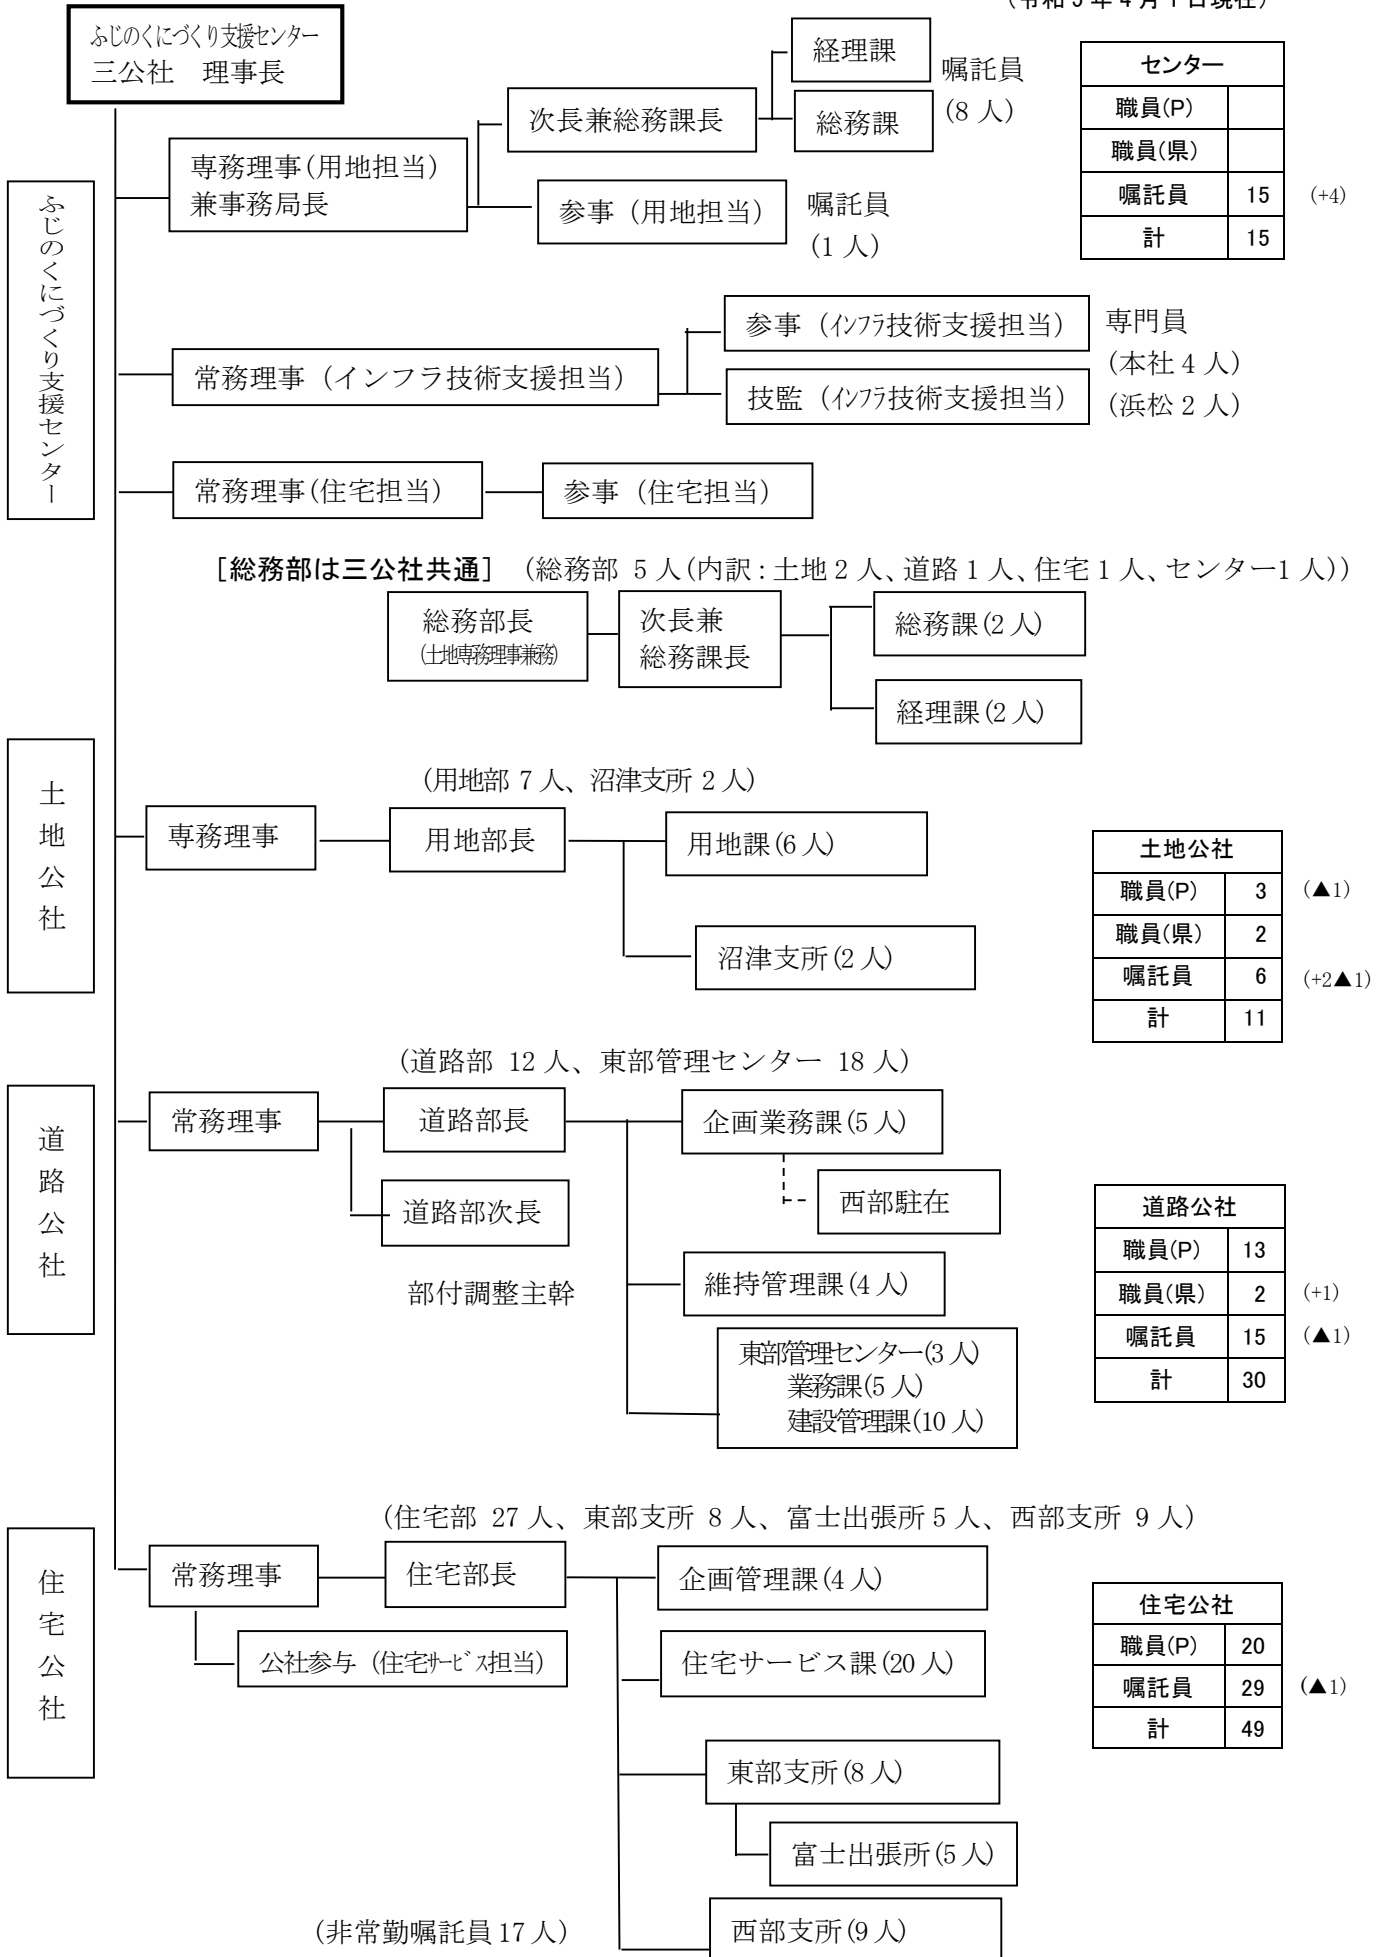 (令和5年4月1日現在)
ふじのくにづくり支援センター
三公社 理事長
経理課
総務課
嘱託員
(8人)
次長兼総務課長
専務理事(用地担当)
兼事務局長
参事(用地担当)
嘱託員
(1人)
センター
職員(P)
職員(県)
嘱託員 15 (+4)
計 15
ふじのくにづくり支援センター
常務理事(インフラ技術支援担当)
参事(インフラ技術支援担当)
技監(インフラ技術支援担当)
専門員
(本社4人)
(浜松2人)
常務理事(住宅担当)
参事(住宅担当)
[総務部は三公社共通] (総務部 5人(内訳:土地2人、道路1人、住宅1人、センター1人))
総務部長
(土地専務理事兼務)
次長兼
総務課長
総務課(2人)
経理課(2人)
土地公社
(用地部 7人、沼津支所 2人)
専務理事
用地部長
用地課(6人)
沼津支所(2人)
土地公社
職員(P) 3 (▲1)
職員(県) 2
嘱託員 6 (+2▲1)
計 11
道路公社
(道路部 12人、東部管理センター 18人)
常務理事
道路部長
道路部次長
部付調整主幹
企画業務課(5人)
西部駐在
維持管理課(4人)
東部管理センター(3人)
業務課(5人)
建設管理課(10人)
道路公社
職員(P) 13
職員(県) 2 (+1)
嘱託員 15 (▲1)
計 30
住宅公社
(住宅部 27人、東部支所 8人、富士出張所5人、西部支所 9人)
常務理事
住宅部長
公社参与(住宅サービス担当)
企画管理課(4人)
住宅サービス課(20人)
東部支所(8人)
富士出張所(5人)
西部支所(9人)
(非常勤嘱託員17人)
住宅公社
職員(P) 20
嘱託員 29 (▲1)
計 49